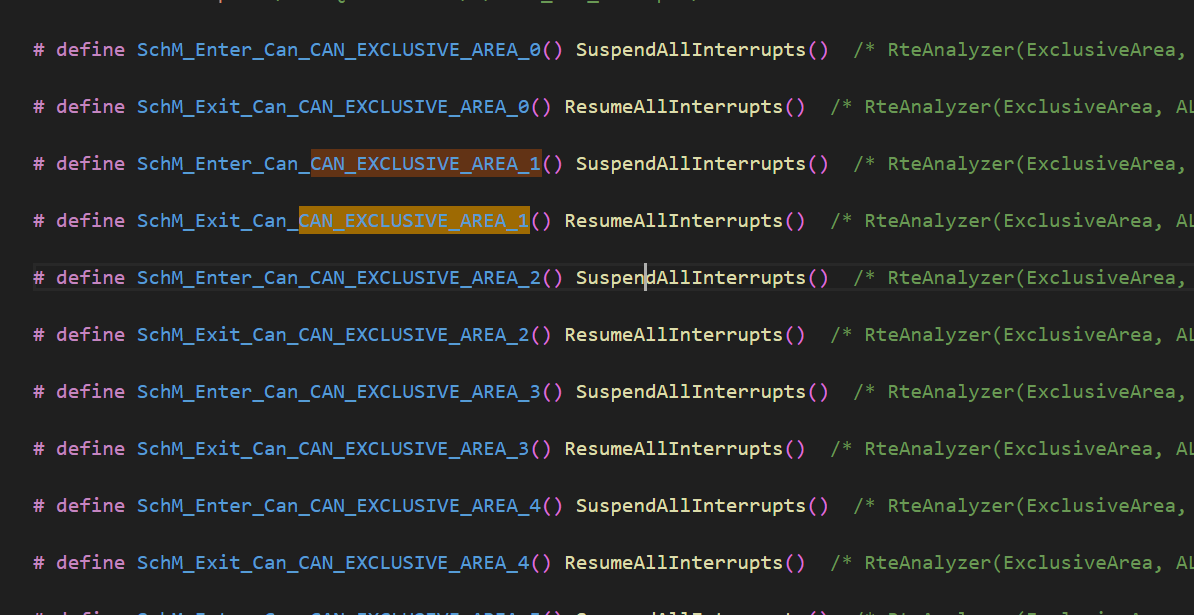 # define SchM_Enter_Can_CAN_EXCLUSIVE_AREA_0() SuspendAllInterrupts()  /* RteAnalyzer(ExclusiveArea,
# define SchM_Exit_Can_CAN_EXCLUSIVE_AREA_0() ResumeAllInterrupts()  /* RteAnalyzer(ExclusiveArea, AL
# define SchM_Enter_Can_CAN_EXCLUSIVE_AREA_1() SuspendAllInterrupts()  /* RteAnalyzer(ExclusiveArea,
# define SchM_Exit_Can_CAN_EXCLUSIVE_AREA_1() ResumeAllInterrupts()  /* RteAnalyzer(ExclusiveArea, AL
# define SchM_Enter_Can_CAN_EXCLUSIVE_AREA_2() SuspendAllInterrupts()  /* RteAnalyzer(ExclusiveArea,
# define SchM_Exit_Can_CAN_EXCLUSIVE_AREA_2() ResumeAllInterrupts()  /* RteAnalyzer(ExclusiveArea, AL
# define SchM_Enter_Can_CAN_EXCLUSIVE_AREA_3() SuspendAllInterrupts()  /* RteAnalyzer(ExclusiveArea,
# define SchM_Exit_Can_CAN_EXCLUSIVE_AREA_3() ResumeAllInterrupts()  /* RteAnalyzer(ExclusiveArea, AL
# define SchM_Enter_Can_CAN_EXCLUSIVE_AREA_4() SuspendAllInterrupts()  /* RteAnalyzer(ExclusiveArea,
# define SchM_Exit_Can_CAN_EXCLUSIVE_AREA_4() ResumeAllInterrupts()  /* RteAnalyzer(ExclusiveArea, AL